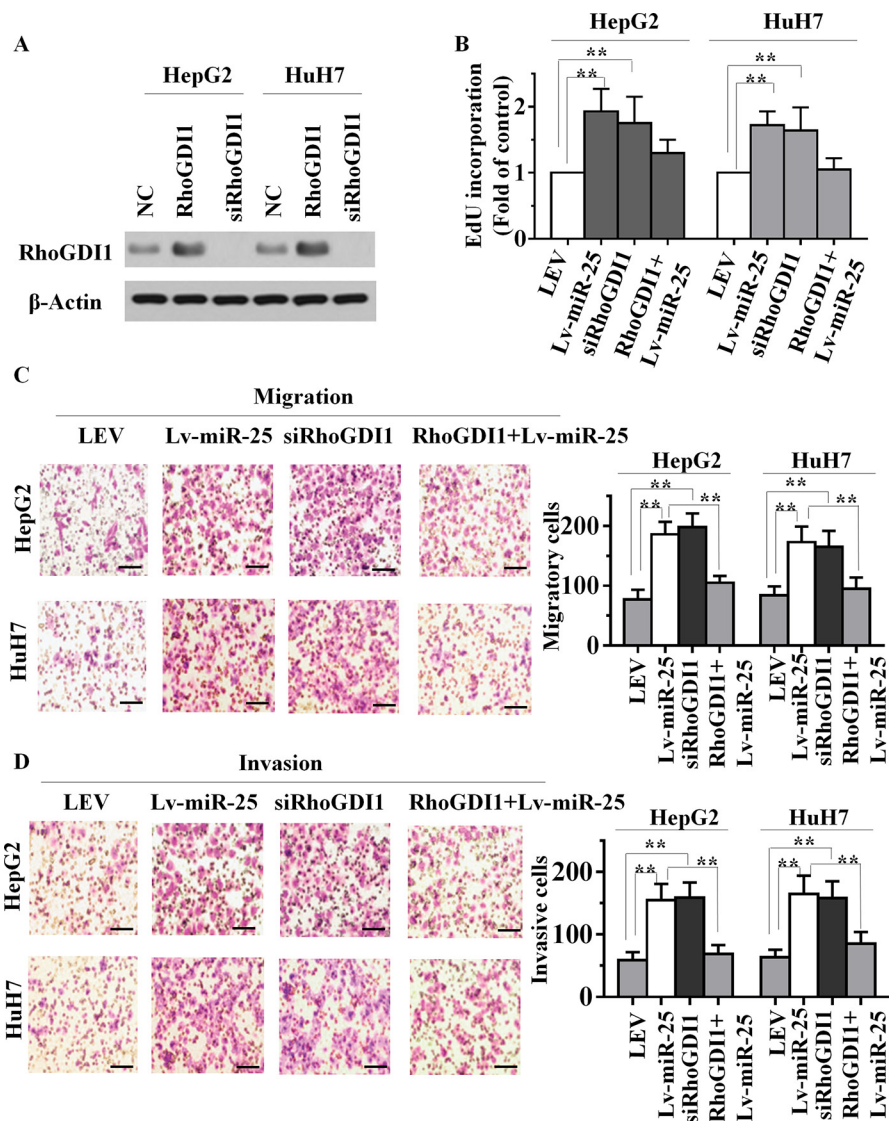 A
HepG2 HuH7
NC RhoGDI1 siRhoGDI1 NC RhoGDI1 siRhoGDI1
RhoGDI1
β-Actin
B
HepG2 HuH7
** **
** **
EdU incorporation
(Fold of control)
2
1
0
LEV Lv-miR-25 siRhoGDI1 RhoGDI1+ Lv-miR-25 LEV Lv-miR-25 siRhoGDI1 RhoGDI1+ Lv-miR-25
C
Migration
LEV Lv-miR-25 siRhoGDI1 RhoGDI1+Lv-miR-25
HepG2
HuH7
HepG2 HuH7
** **
** ** ** **
Migratory cells
200
100
0
LEV Lv-miR-25 siRhoGDI1 RhoGDI1+ Lv-miR-25 LEV Lv-miR-25 siRhoGDI1 RhoGDI1+ Lv-miR-25
D
Invasion
LEV Lv-miR-25 siRhoGDI1 RhoGDI1+Lv-miR-25
HepG2
HuH7
HepG2 HuH7
** **
** ** ** **
Invasive cells
200
100
0
LEV Lv-miR-25 siRhoGDI1 RhoGDI1+ Lv-miR-25 LEV Lv-miR-25 siRhoGDI1 RhoGDI1+ Lv-miR-25